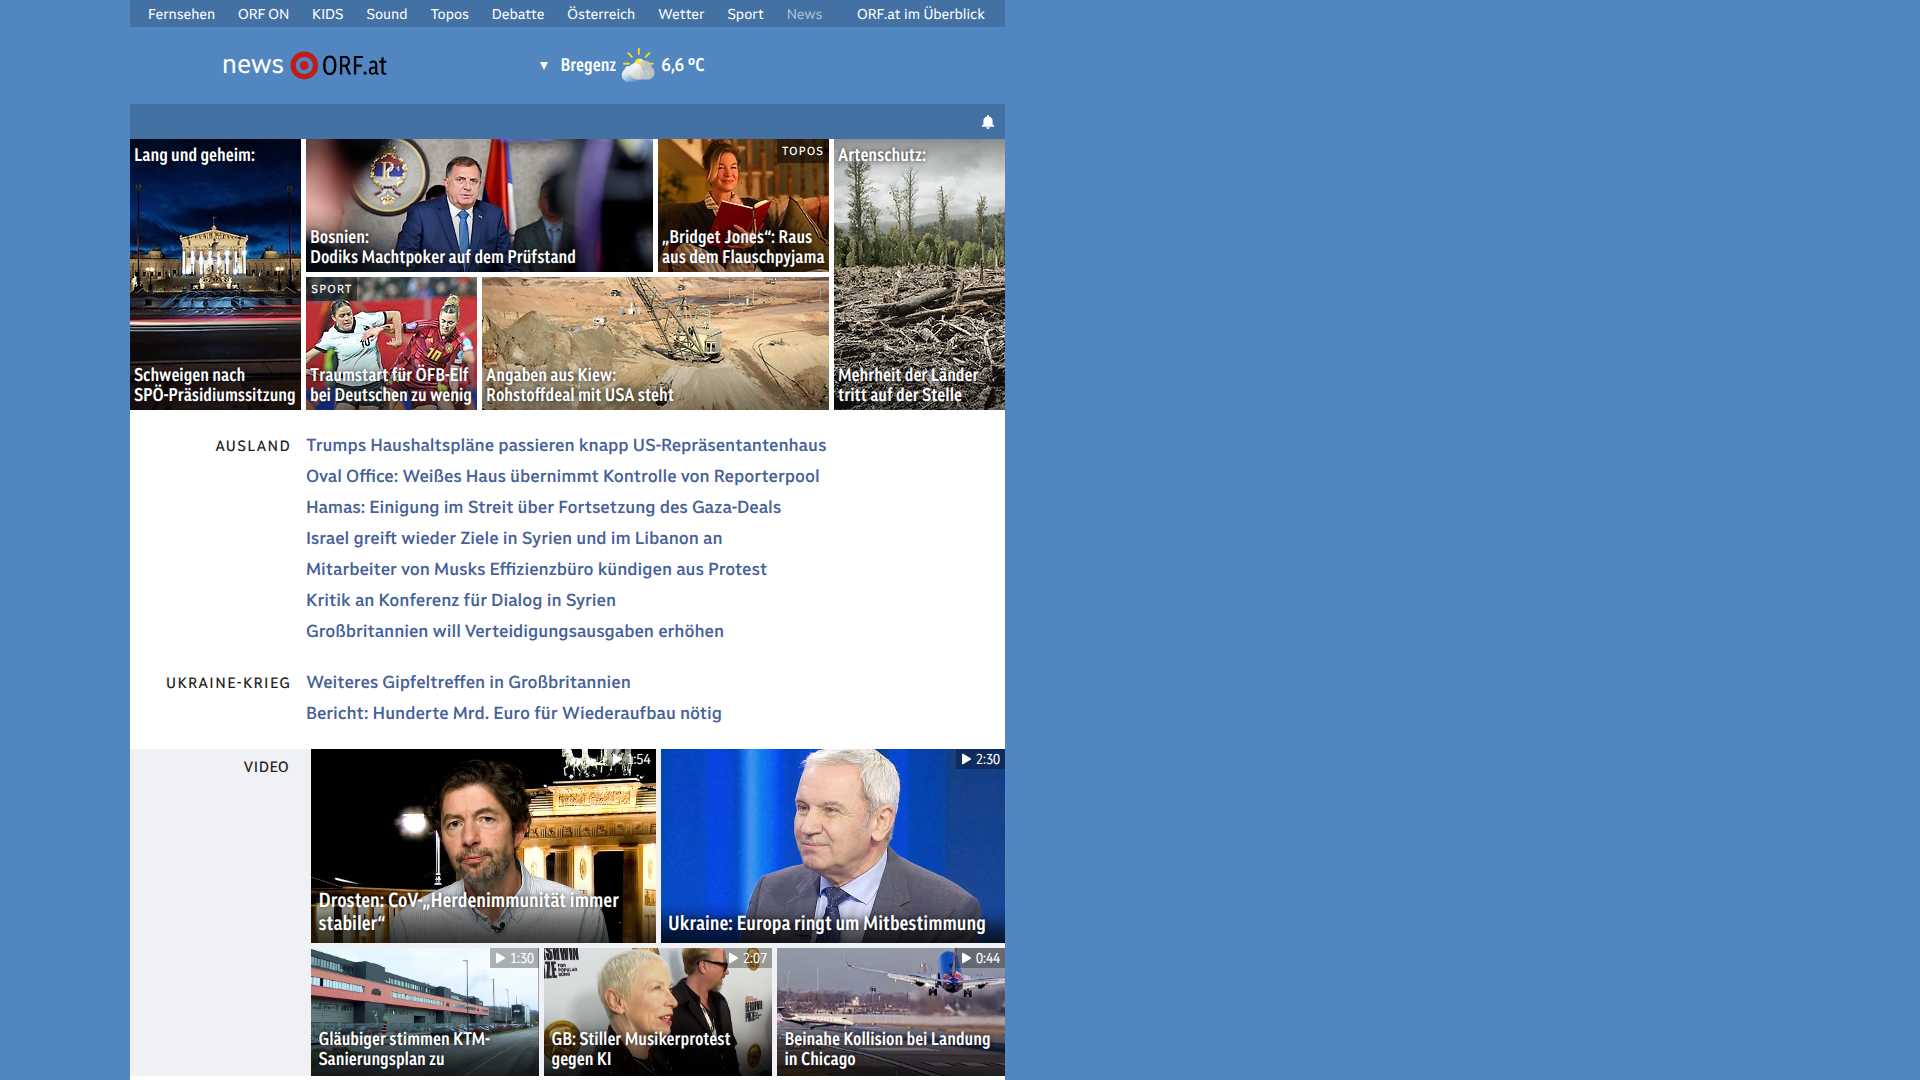 Fernsehen ORF ON KIDS Sound Topos Debatte Österreich Wetter Sport News ORF.at im Überblick
news ORF.at
Bregenz 6,6 °C
Lang und geheim:
Schweigen nach
SPÖ-Präsidiumssitzung
Bosnien:
Dodiks Machtpoker auf dem Prüfstand
TOPOS
„Bridget Jones“: Raus
aus dem Flauschpyjama
Artenschutz:
Mehrheit der Länder
tritt auf der Stelle
SPORT
Traumstart für ÖFB-Elf
bei Deutschen zu wenig
Angaben aus Kiew:
Rohstoffdeal mit USA steht
AUSLAND
Trumps Haushaltspläne passieren knapp US-Repräsentantenhaus
Oval Office: Weißes Haus übernimmt Kontrolle von Reporterpool
Hamas: Einigung im Streit über Fortsetzung des Gaza-Deals
Israel greift wieder Ziele in Syrien und im Libanon an
Mitarbeiter von Musks Effizienzbüro kündigen aus Protest
Kritik an Konferenz für Dialog in Syrien
Großbritannien will Verteidigungsausgaben erhöhen
UKRAINE-KRIEG
Weiteres Gipfeltreffen in Großbritannien
Bericht: Hunderte Mrd. Euro für Wiederaufbau nötig
VIDEO
1:54
Drosten: CoV-„Herdenimmunität immer
stabiler“
2:30
Ukraine: Europa ringt um Mitbestimmung
1:30
Gläubiger stimmen KTM-
Sanierungsplan zu
2:07
GB: Stiller Musikerprotest
gegen KI
0:44
Beinahe Kollision bei Landung
in Chicago